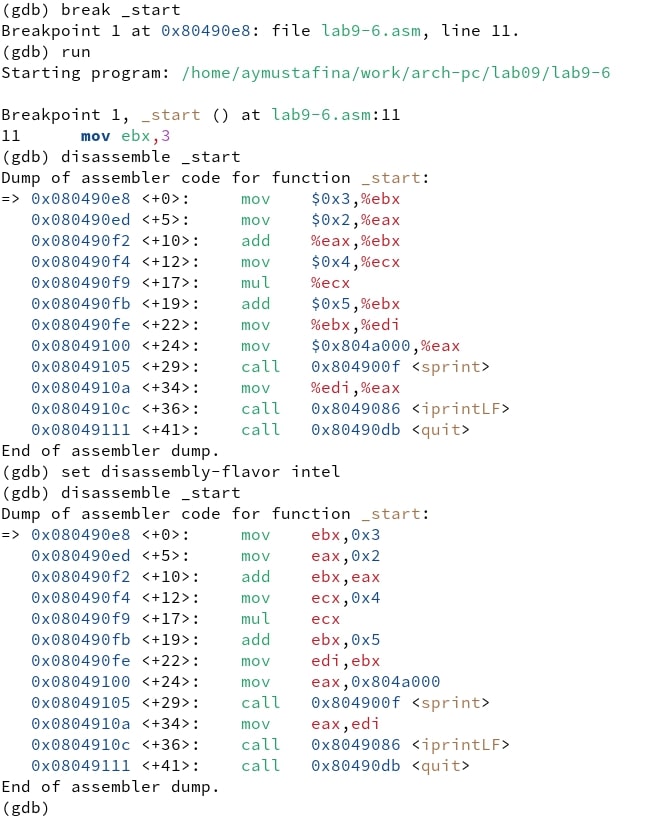 (gdb) break _start
Breakpoint 1 at 0x80490e8: file lab9-6.asm, line 11.
(gdb) run
Starting program: /home/aymustafina/work/arch-pc/lab09/lab9-6

Breakpoint 1, _start () at lab9-6.asm:11
11      mov ebx,3
(gdb) disassemble _start
Dump of assembler code for function _start:
=> 0x080490e8 <+0>:     mov    $0x3,%ebx
   0x080490ed <+5>:     mov    $0x2,%eax
   0x080490f2 <+10>:    add    %eax,%ebx
   0x080490f4 <+12>:    mov    $0x4,%ecx
   0x080490f9 <+17>:    mul    %ecx
   0x080490fb <+19>:    add    $0x5,%ebx
   0x080490fe <+22>:    mov    %ebx,%edi
   0x08049100 <+24>:    mov    $0x804a000,%eax
   0x08049105 <+29>:    call   0x804900f <sprint>
   0x0804910a <+34>:    mov    %edi,%eax
   0x0804910c <+36>:    call   0x8049086 <iprintLF>
   0x08049111 <+41>:    call   0x80490db <quit>
End of assembler dump.
(gdb) set disassembly-flavor intel
(gdb) disassemble _start
Dump of assembler code for function _start:
=> 0x080490e8 <+0>:     mov    ebx,0x3
   0x080490ed <+5>:     mov    eax,0x2
   0x080490f2 <+10>:    add    ebx,eax
   0x080490f4 <+12>:    mov    ecx,0x4
   0x080490f9 <+17>:    mul    ecx
   0x080490fb <+19>:    add    ebx,0x5
   0x080490fe <+22>:    mov    edi,ebx
   0x08049100 <+24>:    mov    eax,0x804a000
   0x08049105 <+29>:    call   0x804900f <sprint>
   0x0804910a <+34>:    mov    eax,edi
   0x0804910c <+36>:    call   0x8049086 <iprintLF>
   0x08049111 <+41>:    call   0x80490db <quit>
End of assembler dump.
(gdb)